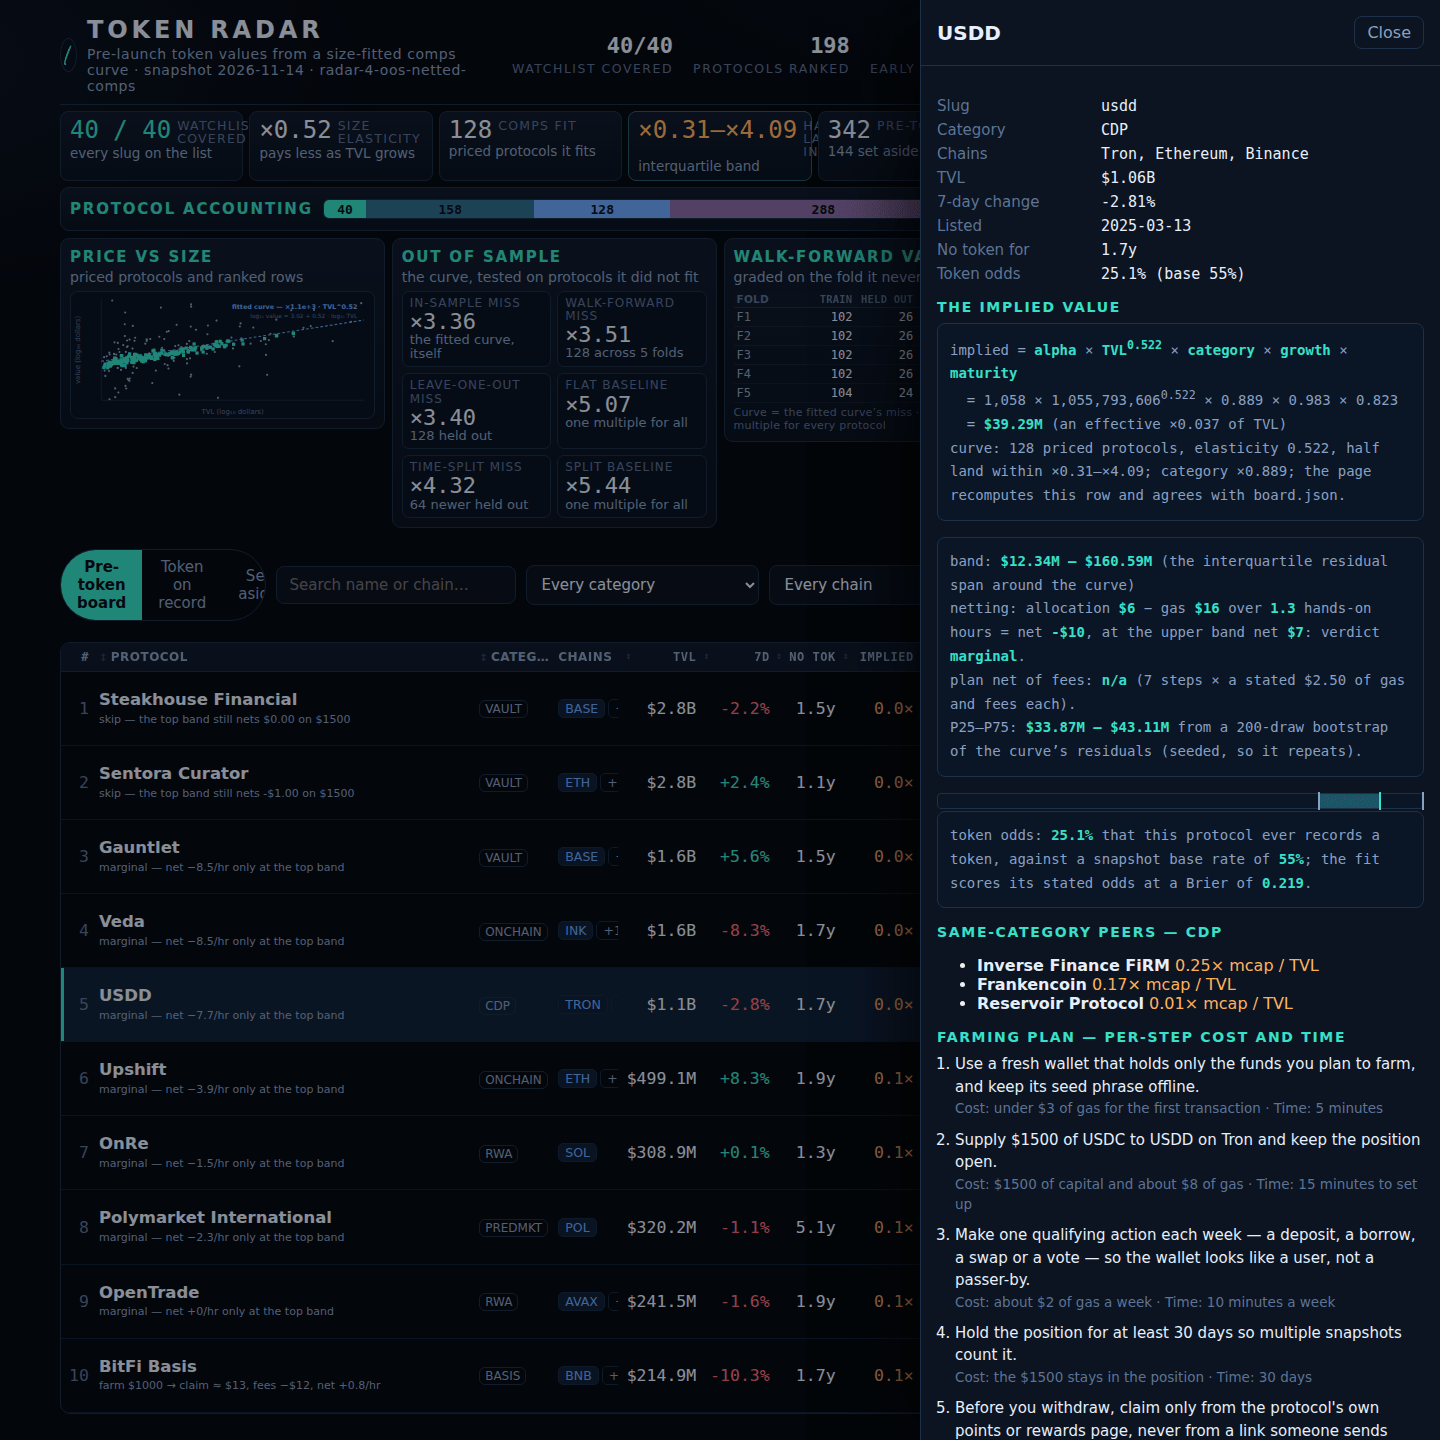 TOKEN RADAR
Pre-launch token values from a size-fitted comps
curve · snapshot 2026-11-14 · radar-4-oos-netted-
comps
40/40
WATCHLIST COVERED
198
PROTOCOLS RANKED
EARLY
40 / 40 WATCHLIS
COVERED
every slug on the list
×0.52 SIZE
ELASTICITY
pays less as TVL grows
128 COMPS FIT
priced protocols it fits
×0.31—×4.09
interquartile band
342 PRE-T
144 set aside
PROTOCOL ACCOUNTING
40
158
128
288
PRICE VS SIZE
priced protocols and ranked rows
value (log₁₀ dollars)
TVL (log₁₀ dollars)
OUT OF SAMPLE
the curve, tested on protocols it did not fit
IN-SAMPLE MISS
×3.36
the fitted curve,
itself
WALK-FORWARD
MISS
×3.51
128 across 5 folds
LEAVE-ONE-OUT
MISS
×3.40
128 held out
FLAT BASELINE
×5.07
one multiple for all
TIME-SPLIT MISS
×4.32
64 newer held out
SPLIT BASELINE
×5.44
one multiple for all
WALK-FORWARD VA
graded on the fold it never
FOLD TRAIN HELD OUT
F1 102 26
F2 102 26
F3 102 26
F4 102 26
F5 104 24
Curve = the fitted curve's miss ·
multiple for every protocol
Pre-
token
board
Token
on
record
Se
asid
Search name or chain…
Every category
Every chain
# ↕ PROTOCOL ↕ CATEG… CHAINS ↕ TVL ↕ 7D ↕ NO TOK ↕ IMPLIED
1 Steakhouse Financial VAULT BASE $2.8B -2.2% 1.5y 0.0×
skip — the top band still nets $0.00 on $1500
2 Sentora Curator VAULT ETH + $2.8B +2.4% 1.1y 0.0×
skip — the top band still nets -$1.00 on $1500
3 Gauntlet VAULT BASE $1.6B +5.6% 1.5y 0.0×
marginal — net −8.5/hr only at the top band
4 Veda ONCHAIN INK +1 $1.6B -8.3% 1.7y 0.0×
marginal — net −8.5/hr only at the top band
5 USDD CDP TRON $1.1B -2.8% 1.7y 0.0×
marginal — net −7.7/hr only at the top band
6 Upshift ONCHAIN ETH + $499.1M +8.3% 1.9y 0.1×
marginal — net −3.9/hr only at the top band
7 OnRe RWA SOL $308.9M +0.1% 1.3y 0.1×
marginal — net −1.5/hr only at the top band
8 Polymarket International PREDMKT POL $320.2M -1.1% 5.1y 0.1×
marginal — net −2.3/hr only at the top band
9 OpenTrade RWA AVAX $241.5M -1.6% 1.9y 0.1×
marginal — net +0/hr only at the top band
10 BitFi Basis BASIS BNB + $214.9M -10.3% 1.7y 0.1×
farm $1000 → claim ≈ $13, fees −$12, net +0.8/hr
USDD
Close
Slug usdd
Category CDP
Chains Tron, Ethereum, Binance
TVL $1.06B
7-day change -2.81%
Listed 2025-03-13
No token for 1.7y
Token odds 25.1% (base 55%)
THE IMPLIED VALUE
implied = alpha × TVL^0.522 × category × growth ×
maturity
= 1,058 × 1,055,793,606^0.522 × 0.889 × 0.983 × 0.823
= $39.29M (an effective ×0.037 of TVL)
curve: 128 priced protocols, elasticity 0.522, half
land within ×0.31—×4.09; category ×0.889; the page
recomputes this row and agrees with board.json.
band: $12.34M — $160.59M (the interquartile residual
span around the curve)
netting: allocation $6 − gas $16 over 1.3 hands-on
hours = net -$10, at the upper band net $7: verdict
marginal.
plan net of fees: n/a (7 steps × a stated $2.50 of gas
and fees each).
P25—P75: $33.87M — $43.11M from a 200-draw bootstrap
of the curve’s residuals (seeded, so it repeats).
token odds: 25.1% that this protocol ever records a
token, against a snapshot base rate of 55%; the fit
scores its stated odds at a Brier of 0.219.
SAME-CATEGORY PEERS — CDP
• Inverse Finance FiRM 0.25× mcap / TVL
• Frankencoin 0.17× mcap / TVL
• Reservoir Protocol 0.01× mcap / TVL
FARMING PLAN — PER-STEP COST AND TIME
1. Use a fresh wallet that holds only the funds you plan to farm,
and keep its seed phrase offline.
Cost: under $3 of gas for the first transaction · Time: 5 minutes
2. Supply $1500 of USDC to USDD on Tron and keep the position
open.
Cost: $1500 of capital and about $8 of gas · Time: 15 minutes to set
up
3. Make one qualifying action each week — a deposit, a borrow,
a swap or a vote — so the wallet looks like a user, not a
passer-by.
Cost: about $2 of gas a week · Time: 10 minutes a week
4. Hold the position for at least 30 days so multiple snapshots
count it.
Cost: the $1500 stays in the position · Time: 30 days
5. Before you withdraw, claim only from the protocol's own
points or rewards page, never from a link someone sends